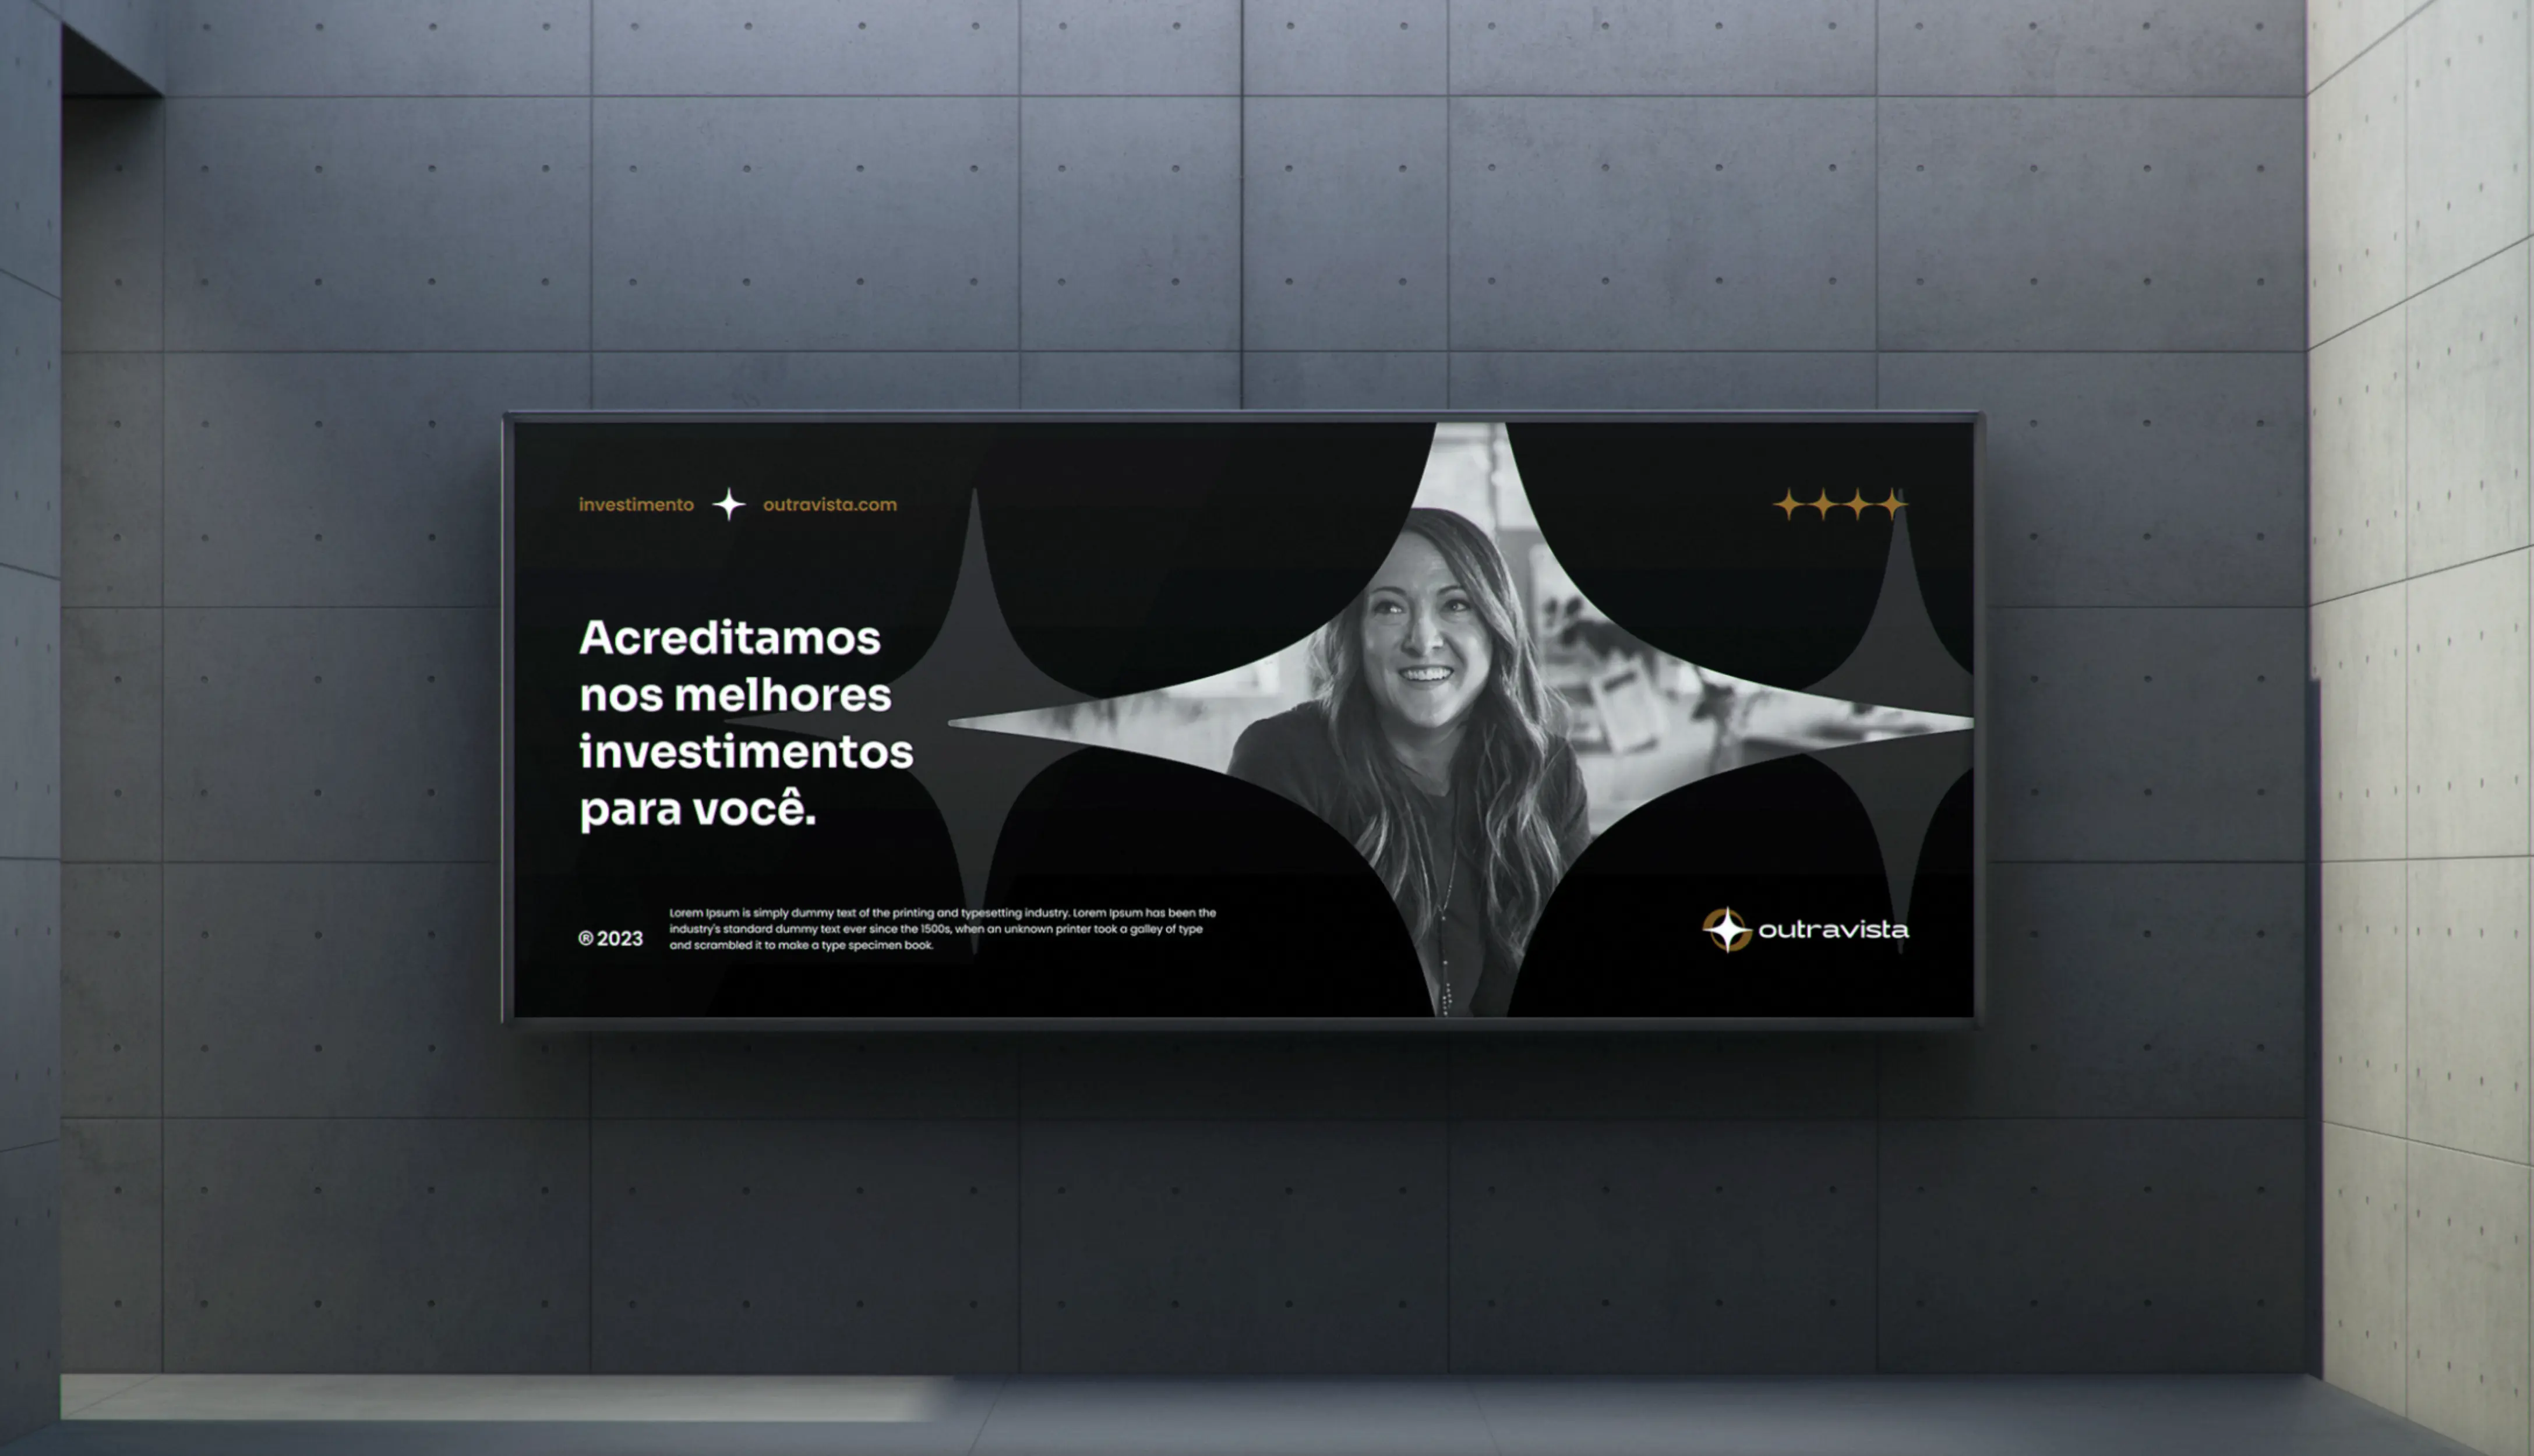 investimento outravista.com
Acreditamos
nos melhores
investimentos
para você.
® 2023
Lorem Ipsum is simply dummy text of the printing and typesetting industry. Lorem Ipsum has been the
industry's standard dummy text ever since the 1500s, when an unknown printer took a galley of type
and scrambled it to make a type specimen book.
outravista